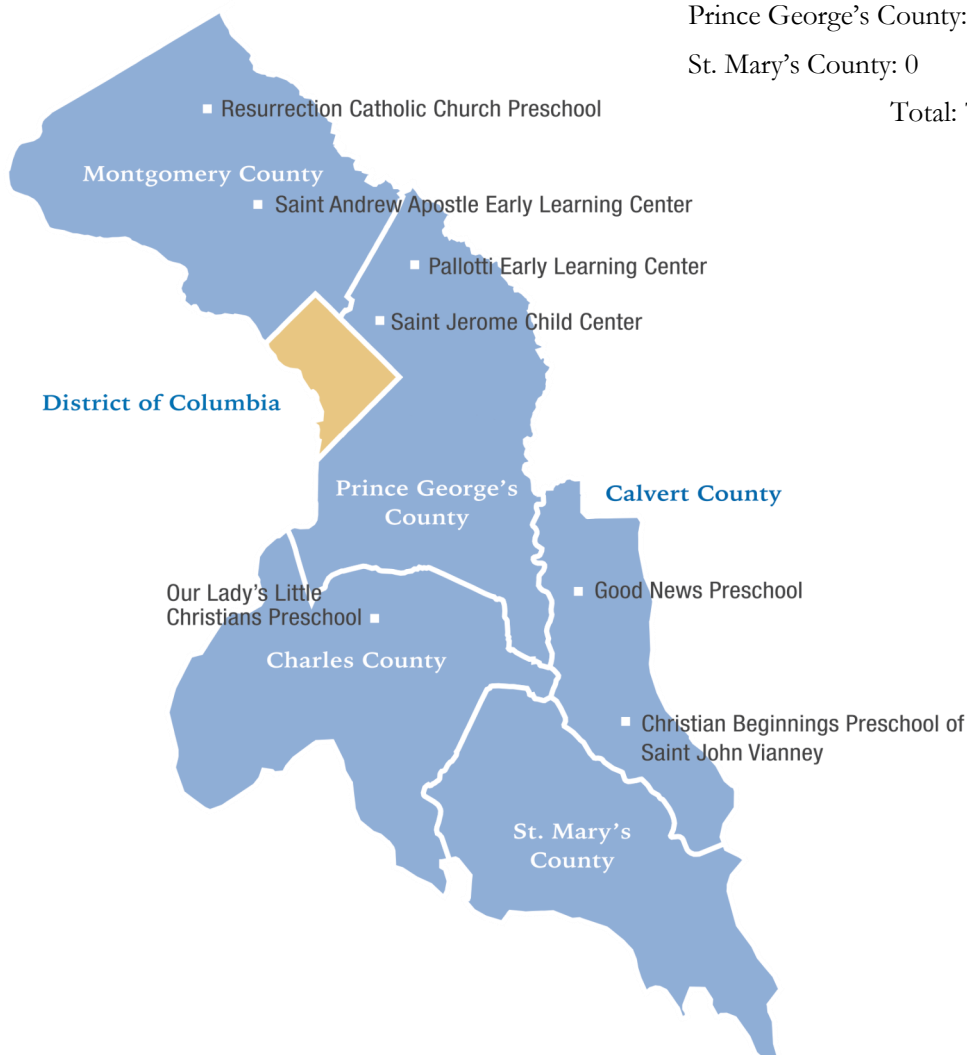 Prince George’s County:
St. Mary’s County: 0
Total:
Resurrection Catholic Church Preschool
Montgomery County
Saint Andrew Apostle Early Learning Center
Pallotti Early Learning Center
Saint Jerome Child Center
District of Columbia
Prince George’s
County
Calvert County
Our Lady’s Little
Christians Preschool
Good News Preschool
Charles County
Christian Beginnings Preschool of
Saint John Vianney
St. Mary’s
County